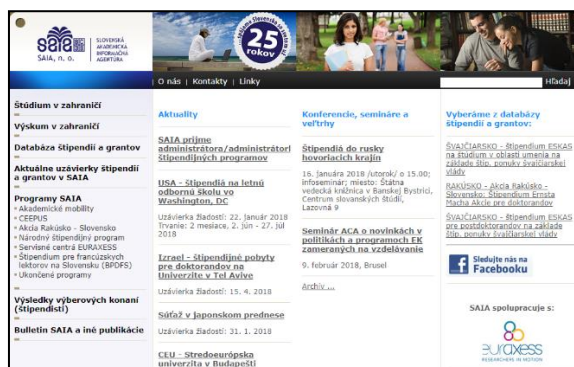 saia
SAIA, n. o.
SLOVENSKÁ
AKADEMICKÁ
INFORMAČNÁ
AGENTÚRA
25
rokov
| O nás | Kontakty | Linky
Hľadaj
Štúdium v zahraničí
Výskum v zahraničí
Databáza štipendií a grantov
Aktuálne uzávierky štipendií
a grantov v SAIA
Programy SAIA
Akademické mobility
CEEPUS
Akcia Rakúsko - Slovensko
Národný štipendijný program
Servisné centrá EURAXESS
Štipendium pre francúzskych
lektorov na Slovensku (BPDFS)
Ukončené programy
Výsledky výberových konaní
(štipendisti)
Bulletin SAIA a iné publikácie
Aktuality
SAIA prijme
administrátora/administrátorku
štipendijných programov
USA - štipendiá na letnú
odbornú školu vo
Washington, DC
Uzávierka žiadostí: 22. január 2018
Trvanie: 2 mesiace, 2. jún - 27. júl
2018
Izrael - štipendijné pobyty
pre doktorandov na
Univerzite v Tel Avive
Uzávierka žiadostí: 15. 4. 2018
Súťaž v japonskom prednese
Uzávierka žiadostí: 31. 1. 2018
CEU - Stredoeurópska
univerzita v Budapešti
Konferencie, semináre a
veľtrhy
Štipendiá do rusky
hovoriacich krajín
16. januára 2018 /utorok/ o 15.00;
infoseminár; miesto: Štátna
vedecká knižnica v Banskej Bystrici,
Centrum slovanských štúdií,
Lazovná 9
Seminár ACA o novinkách v
politikách a programoch EK
zameraných na vzdelávanie
9. február 2018, Brusel
Archív ...
Vyberáme z databázy
štipendií a grantov:
ŠVAJČIARSKO - štipendium ESKAS
na štúdium v oblasti umenia na
základe štip. ponuky švajčiarskej
vlády
RAKÚSKO - Akcia Rakúsko -
Slovensko: Štipendium Ernsta
Macha Akcie pre doktorandov
ŠVAJČIARSKO - štipendium ESKAS
pre postdoktorandov na základe
štip. ponuky švajčiarskej vlády
Sledujte nás na
Facebooku
SAIA spolupracuje s:
euraxess
RESEARCHERS IN MOTION